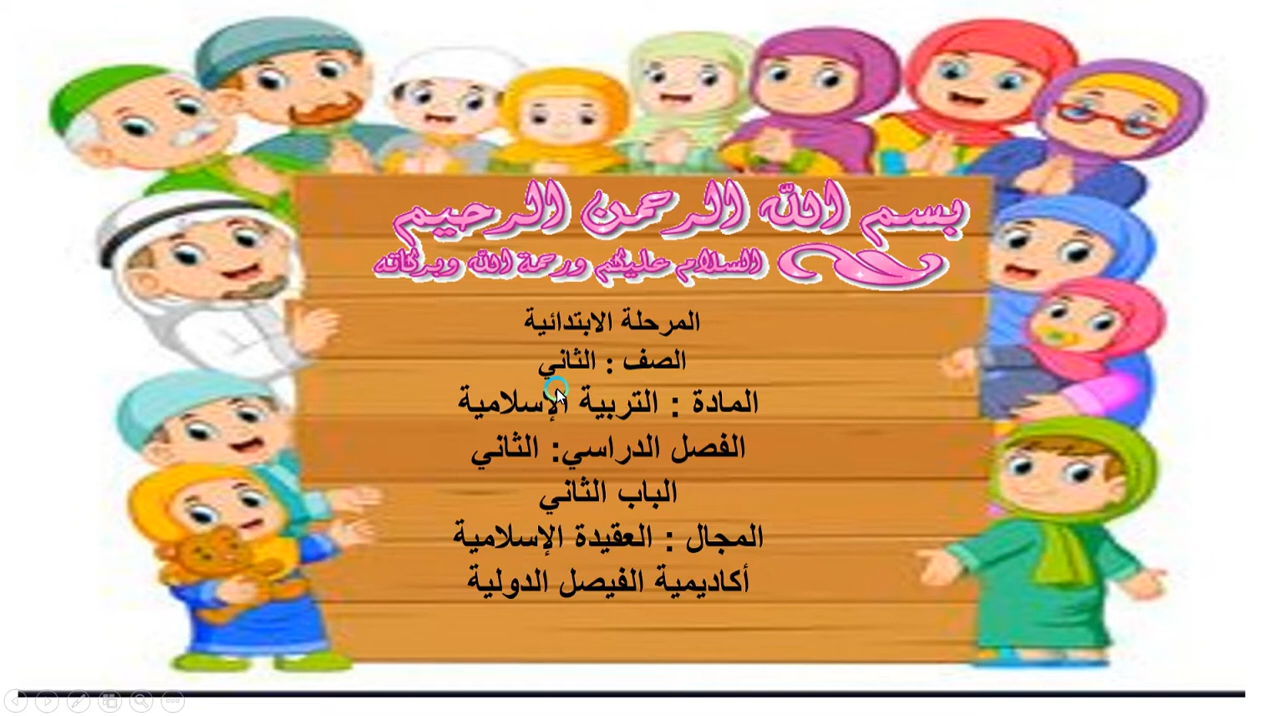 بسم الله الرحمن الرحيم
السلام عليكم ورحمة الله وبركاته
المرحلة الابتدائية
الصف : الثاني
المادة : التربية الإسلامية
الفصل الدراسي: الثاني
الباب الثاني
المجال : العقيدة الإسلامية
أكاديمية الفيصل الدولية